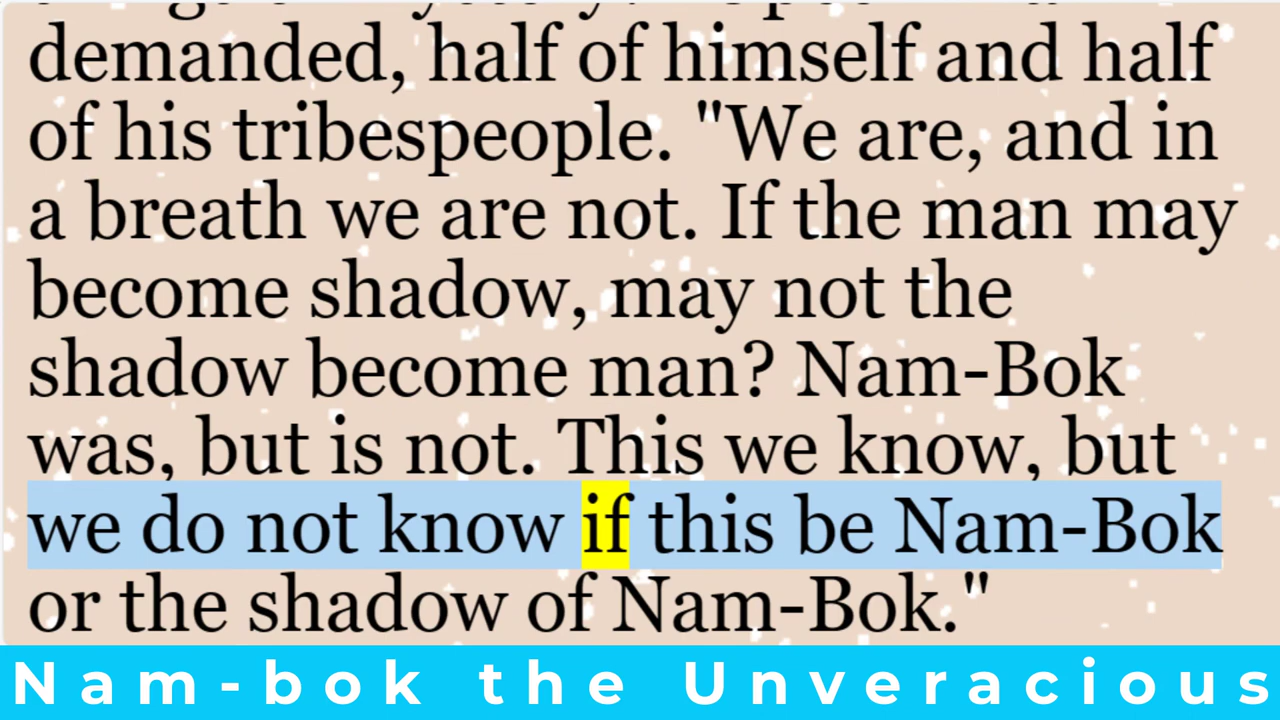 demanded, half of himself and half
of his tribespeople. "We are, and in
a breath we are not. If the man may
become shadow, may not the
shadow become man? Nam-Bok
was, but is not. This we know, but
we do not know if this be Nam-Bok
or the shadow of Nam-Bok."
Nam-bok the Unveracious